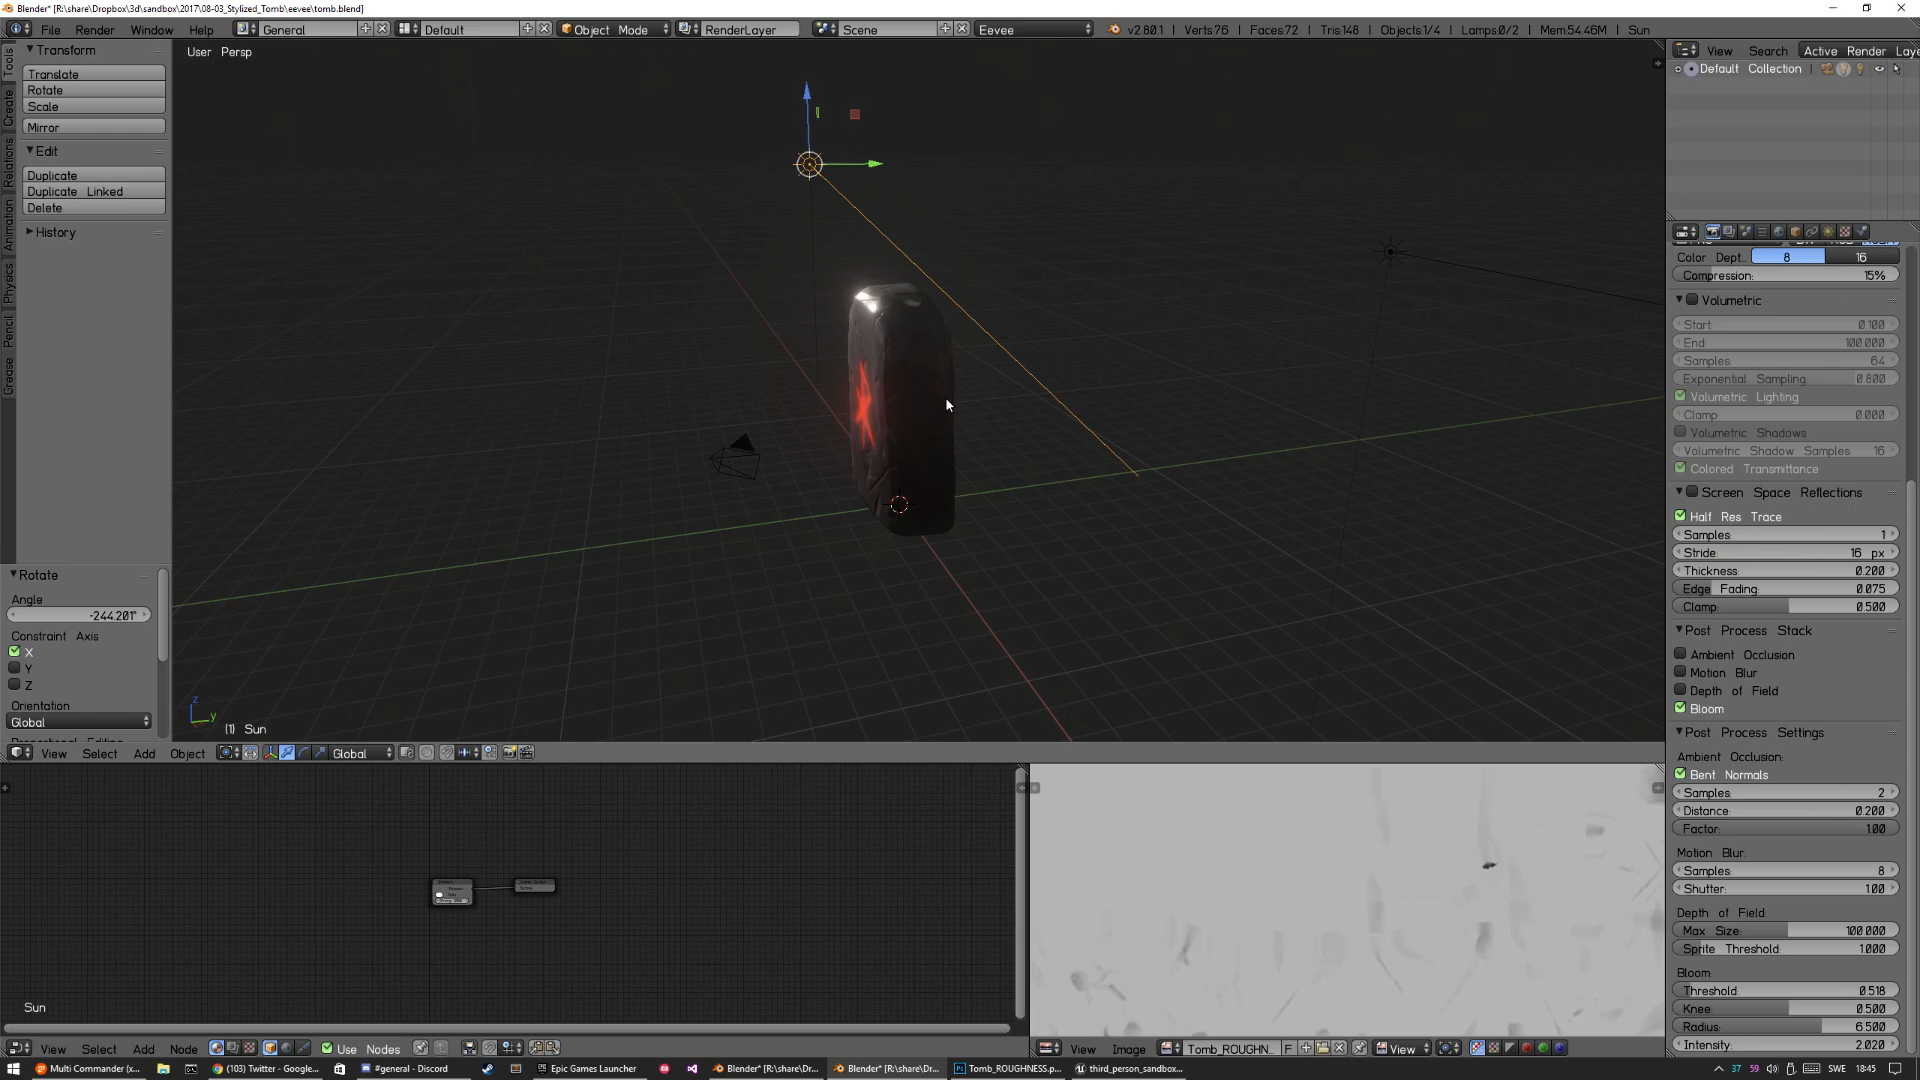 Blender* [R:\share\Dropbox\3d\sandbox\2017\08-03_Stylized_Tomb\eevee\tomb.blend]
File Render Window Help General Default Object Mode RenderLayer Scene Eevee v2.80.1 | Verts:76 | Faces:72 | Tris:148 | Objects:1/4 | Lamps:0/2 | Mem:54.46M | Sun
Tools
Create
Relations
Animation
Physics
Grease Pencil
Transform
Translate
Rotate
Scale
Mirror
Edit
Duplicate
Duplicate Linked
Delete
History
Rotate
Angle
-244.201°
Constraint Axis
X
Y
Z
Orientation
Global
User Persp
z
y
(1) Sun
View Select Add Object Global
Sun
View Select Add Node Use Nodes
View Image Tomb_ROUGHN... F View
View Search Active Render Laye
Default Collection
Color Dept.. 8 16
Compression: 15%
Volumetric
Start: 0.100
End: 100.000
Samples: 64
Exponential Sampling: 0.800
Volumetric Lighting
Clamp: 0.000
Volumetric Shadows
Volumetric Shadow Samples: 16
Colored Transmittance
Screen Space Reflections
Half Res Trace
Samples: 1
Stride: 16 px
Thickness: 0.200
Edge Fading: 0.075
Clamp: 0.500
Post Process Stack
Ambient Occlusion
Motion Blur
Depth of Field
Bloom
Post Process Settings
Ambient Occlusion:
Bent Normals
Samples: 2
Distance: 0.200
Factor: 1.00
Motion Blur:
Samples: 8
Shutter: 1.00
Depth of Field:
Max Size: 100.000
Sprite Threshold: 1.000
Bloom:
Threshold: 0.518
Knee: 0.500
Radius: 6.500
Intensity: 2.020
Multi Commander (x... (103) Twitter - Google... #general - Discord Epic Games Launcher Blender* [R:\share\Dr... Blender* [R:\share\Dr... Tomb_ROUGHNESS.p... third_person_sandbox... 37 59 SWE 18:45